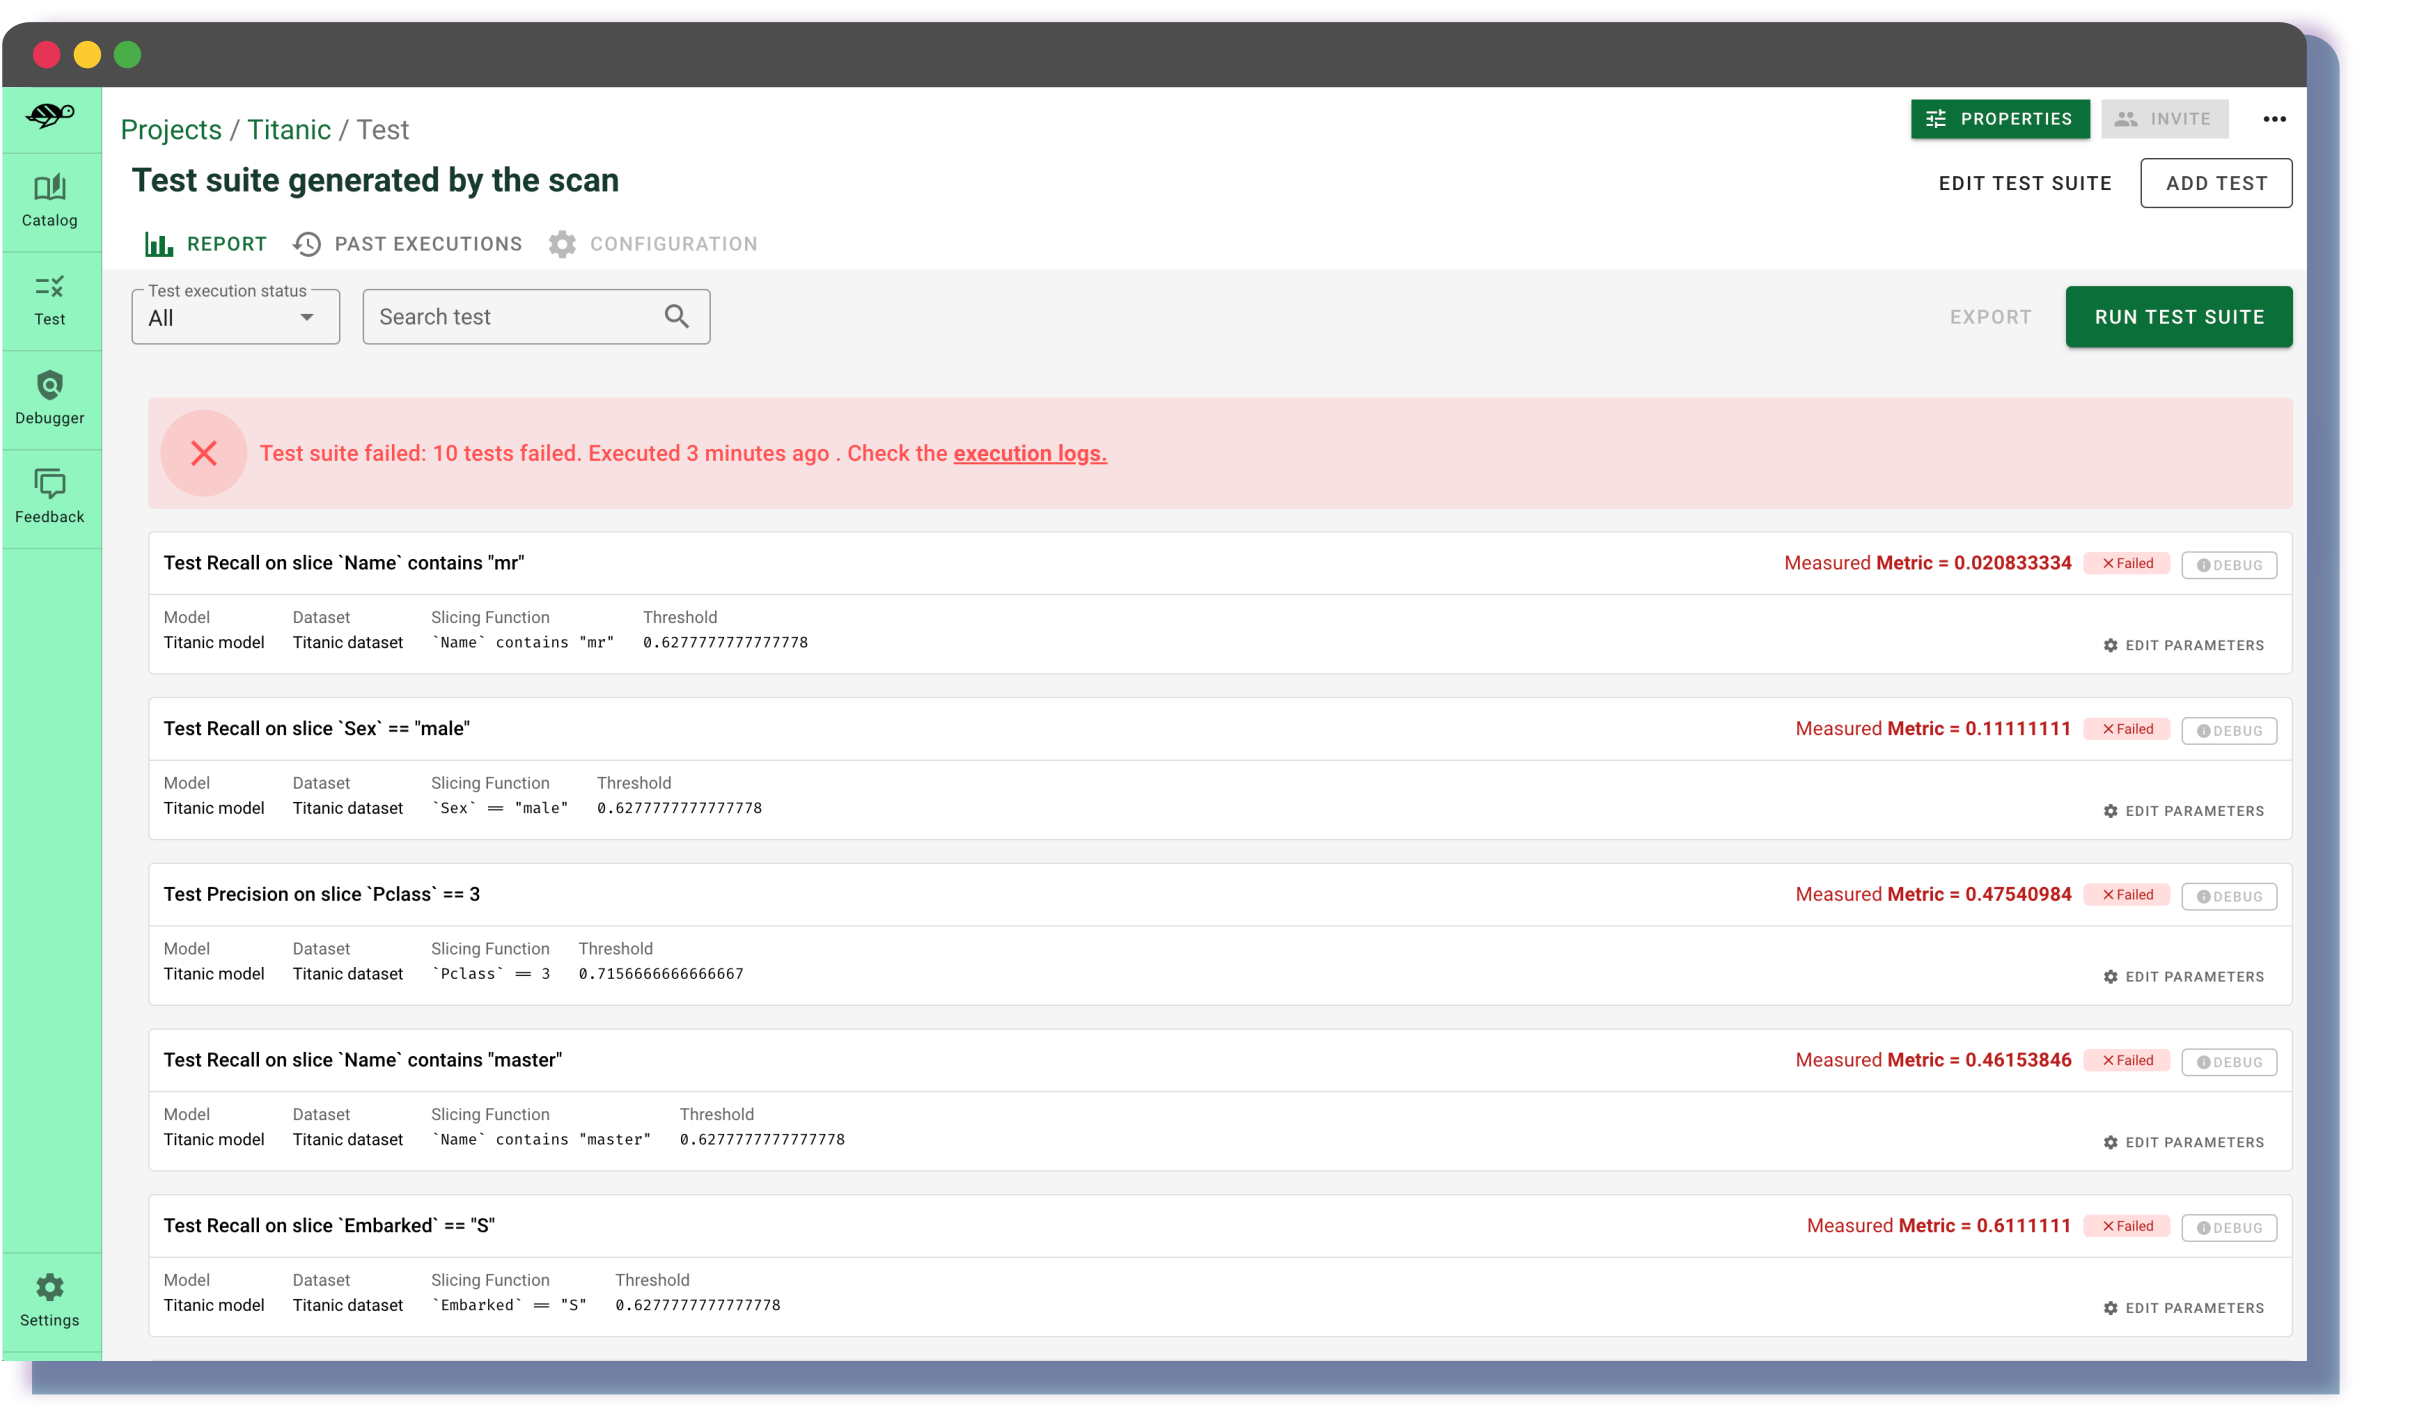 Projects / Titanic / Test
PROPERTIES
INVITE
Test suite generated by the scan
EDIT TEST SUITE
ADD TEST
REPORT
PAST EXECUTIONS
CONFIGURATION
Catalog
Test
Debugger
Feedback
Settings
Test execution status
All
Search test
EXPORT
RUN TEST SUITE
Test suite failed: 10 tests failed. Executed 3 minutes ago . Check the execution logs.
Test Recall on slice `Name` contains "mr"
Measured Metric = 0.020833334
Failed
DEBUG
Model Dataset Slicing Function Threshold
Titanic model Titanic dataset `Name` contains "mr" 0.6277777777777778
EDIT PARAMETERS
Test Recall on slice `Sex` == "male"
Measured Metric = 0.11111111
Failed
DEBUG
Model Dataset Slicing Function Threshold
Titanic model Titanic dataset `Sex` == "male" 0.6277777777777778
EDIT PARAMETERS
Test Precision on slice `Pclass` == 3
Measured Metric = 0.47540984
Failed
DEBUG
Model Dataset Slicing Function Threshold
Titanic model Titanic dataset `Pclass` == 3 0.7156666666666667
EDIT PARAMETERS
Test Recall on slice `Name` contains "master"
Measured Metric = 0.46153846
Failed
DEBUG
Model Dataset Slicing Function Threshold
Titanic model Titanic dataset `Name` contains "master" 0.6277777777777778
EDIT PARAMETERS
Test Recall on slice `Embarked` == "S"
Measured Metric = 0.6111111
Failed
DEBUG
Model Dataset Slicing Function Threshold
Titanic model Titanic dataset `Embarked` == "S" 0.6277777777777778
EDIT PARAMETERS